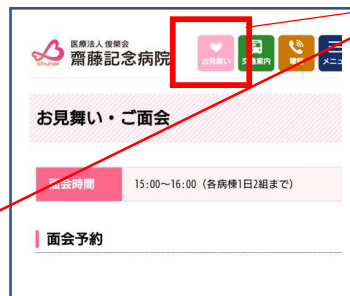 医療法人 俊榮会
齋藤記念病院
shunei
お見舞い
交通案内
電話
メニュー
お見舞い・ご面会
面会時間
15:00〜16:00（各病棟1日2組まで）
面会予約